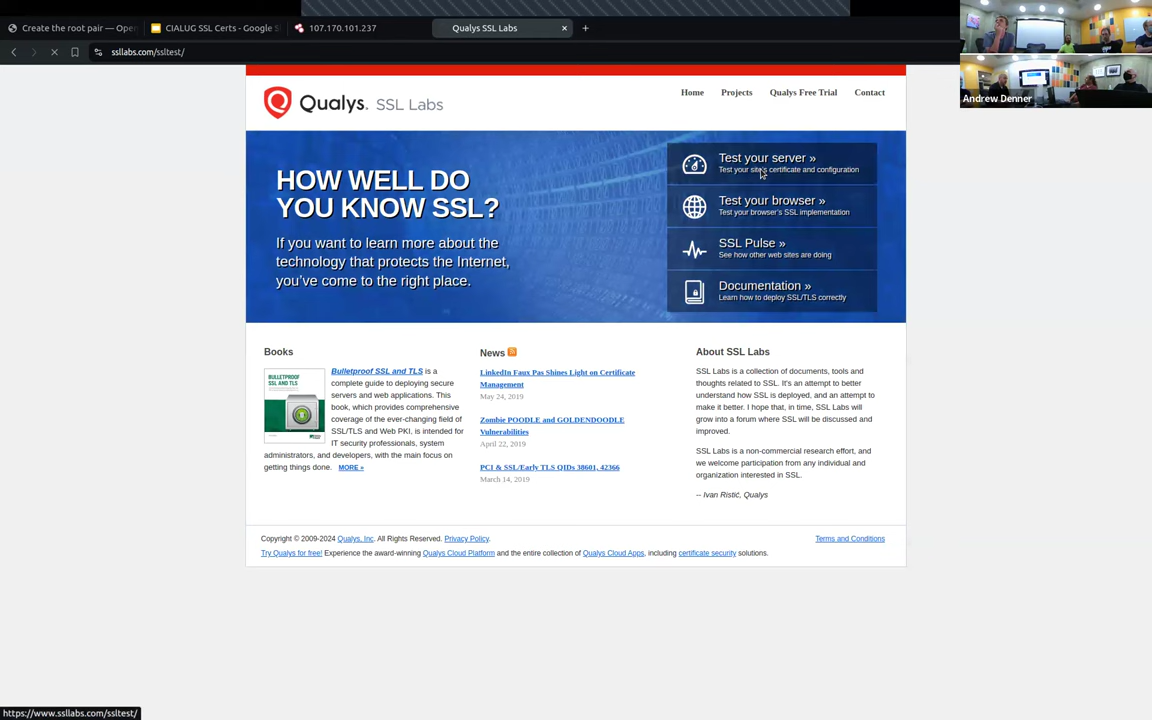 Create the root pair — Open
CIALUG SSL Certs - Google S
107.170.101.237
Qualys SSL Labs
ssllabs.com/ssltest/
Andrew Denner
Qualys. SSL Labs
Home
Projects
Qualys Free Trial
Contact
HOW WELL DO
YOU KNOW SSL?
If you want to learn more about the
technology that protects the Internet,
you've come to the right place.
Test your server »
Test your site's certificate and configuration
Test your browser »
Test your browser's SSL implementation
SSL Pulse »
See how other web sites are doing
Documentation »
Learn how to deploy SSL/TLS correctly
Books
BULLETPROOF
SSL AND TLS
Bulletproof SSL and TLS is a
complete guide to deploying secure
servers and web applications. This
book, which provides comprehensive
coverage of the ever-changing field of
SSL/TLS and Web PKI, is intended for
IT security professionals, system
administrators, and developers, with the main focus on
getting things done. MORE »
News
LinkedIn Faux Pas Shines Light on Certificate
Management
May 24, 2019
Zombie POODLE and GOLDENDOODLE
Vulnerabilities
April 22, 2019
PCI & SSL/Early TLS QIDs 38601, 42366
March 14, 2019
About SSL Labs
SSL Labs is a collection of documents, tools and
thoughts related to SSL. It's an attempt to better
understand how SSL is deployed, and an attempt to
make it better. I hope that, in time, SSL Labs will
grow into a forum where SSL will be discussed and
improved.
SSL Labs is a non-commercial research effort, and
we welcome participation from any individual and
organization interested in SSL.
-- Ivan Ristić, Qualys
Copyright © 2009-2024 Qualys, Inc. All Rights Reserved. Privacy Policy.
Terms and Conditions
Try Qualys for free! Experience the award-winning Qualys Cloud Platform and the entire collection of Qualys Cloud Apps, including certificate security solutions.
https://www.ssllabs.com/ssltest/